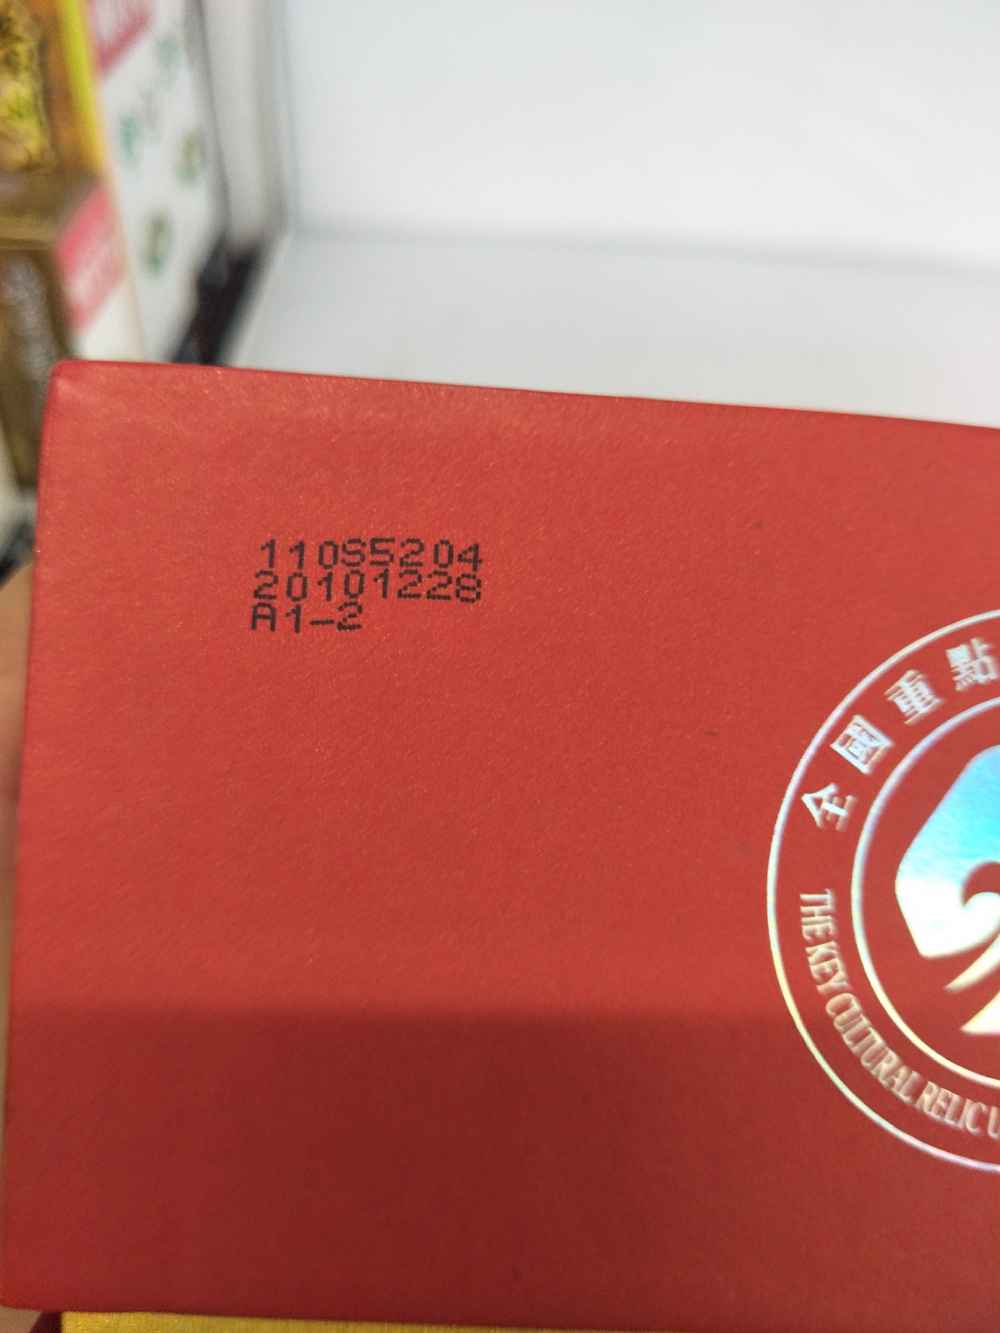 110S5204
20101228
A1-2
全國重點
THE KEY CULTURAL RELIC U